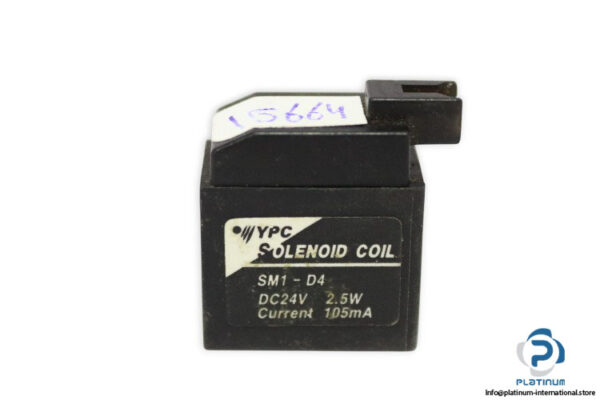 15664
YPC
SOLENOID COIL
SM1 - D4
DC24V 2.5W
Current 105mA
PLATINUM
info@platinum-international.store